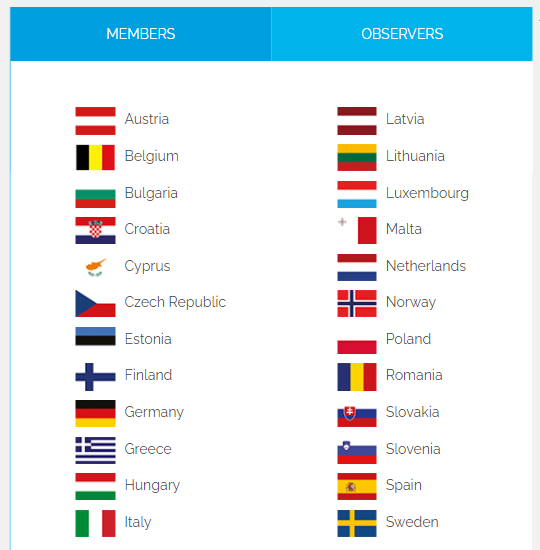 MEMBERS
OBSERVERS
Austria
Belgium
Bulgaria
Croatia
Cyprus
Czech Republic
Estonia
Finland
Germany
Greece
Hungary
Italy
Latvia
Lithuania
Luxembourg
Malta
Netherlands
Norway
Poland
Romania
Slovakia
Slovenia
Spain
Sweden